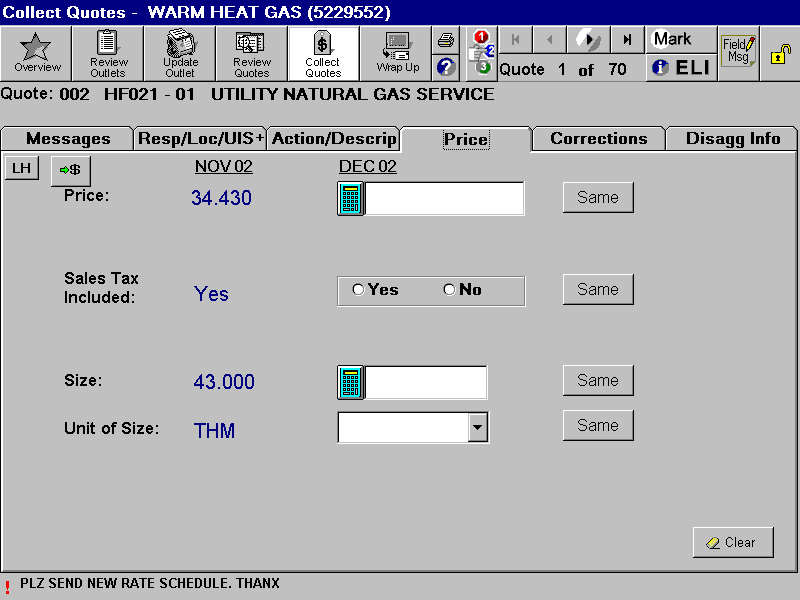 Collect Quotes - WARM HEAT GAS (5229552)
Overview
Review Outlets
Update Outlet
Review Quotes
$
Collect Quotes
Wrap Up
?
1
2
3
Mark
Field
Msg
Quote 1 of 70
i ELI
Quote: 002 HF021 - 01 UTILITY NATURAL GAS SERVICE
Messages Resp/Loc/UIS+ Action/Descrip Price Corrections Disagg Info
LH $ NOV 02 DEC 02
Price: 34.430 Same
Sales Tax
Included: Yes Yes No Same
Size: 43.000 Same
Unit of Size: THM Same
Clear
! PLZ SEND NEW RATE SCHEDULE. THANX